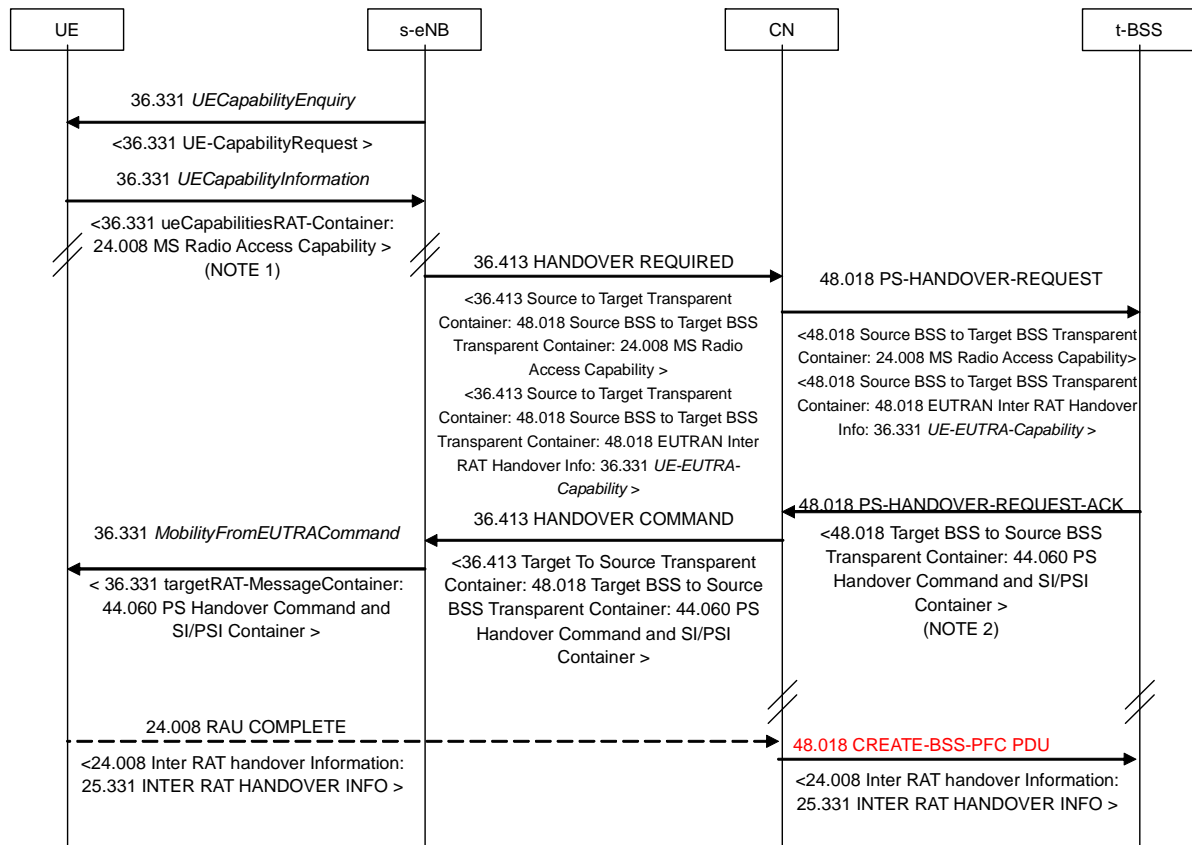 UE
s-eNB
CN
t-BSS
36.331 UECapabilityEnquiry
<36.331 UE-CapabilityRequest >
36.331 UECapabilityInformation
<36.331 ueCapabilitiesRAT-Container:
24.008 MS Radio Access Capability >
(NOTE 1)
36.413 HANDOVER REQUIRED
<36.413 Source to Target Transparent
Container: 48.018 Source BSS to Target BSS
Transparent Container: 24.008 MS Radio
Access Capability >
<36.413 Source to Target Transparent
Container: 48.018 Source BSS to Target BSS
Transparent Container: 48.018 EUTRAN Inter
RAT Handover Info: 36.331 UE-EUTRA-
Capability >
48.018 PS-HANDOVER-REQUEST
<48.018 Source BSS to Target BSS Transparent
Container: 24.008 MS Radio Access Capability>
<48.018 Source BSS to Target BSS Transparent
Container: 48.018 EUTRAN Inter RAT Handover
Info: 36.331 UE-EUTRA-Capability >
48.018 PS-HANDOVER-REQUEST-ACK
<48.018 Target BSS to Source BSS
Transparent Container: 44.060 PS
Handover Command and SI/PSI
Container >
(NOTE 2)
36.413 HANDOVER COMMAND
<36.413 Target To Source Transparent
Container: 48.018 Target BSS to Source
BSS Transparent Container: 44.060 PS
Handover Command and SI/PSI
Container >
36.331 MobilityFromEUTRACommand
< 36.331 targetRAT-MessageContainer:
44.060 PS Handover Command and
SI/PSI Container >
24.008 RAU COMPLETE
<24.008 Inter RAT handover Information:
25.331 INTER RAT HANDOVER INFO >
48.018 CREATE-BSS-PFC PDU
<24.008 Inter RAT handover Information:
25.331 INTER RAT HANDOVER INFO >